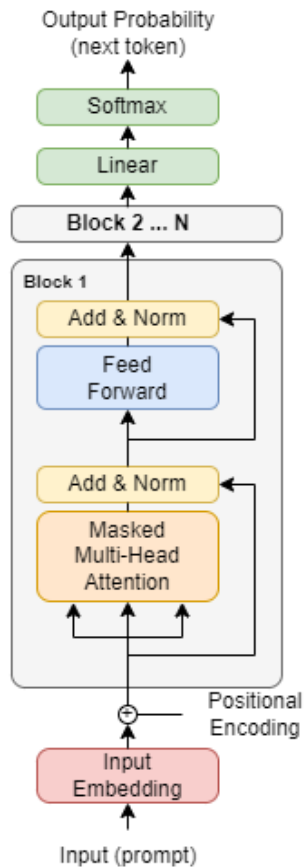 Output Probability
(next token)
Softmax
Linear
Block 2 ... N
Block 1
Add & Norm
Feed
Forward
Add & Norm
Masked
Multi-Head
Attention
Positional
Encoding
Input
Embedding
Input (prompt)